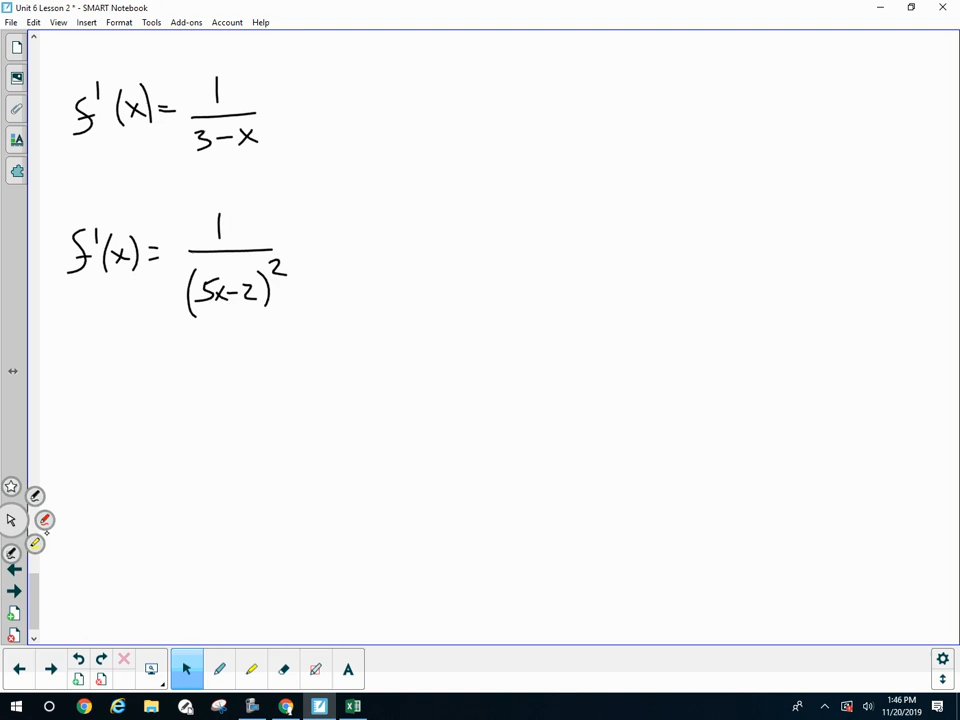 Unit 6 Lesson 2 * - SMART Notebook
File Edit View Insert Format Tools Add-ons Account Help
f'(x) = 1/(3-x)
f'(x) = 1/(5x-2)²
1:46 PM
11/20/2019